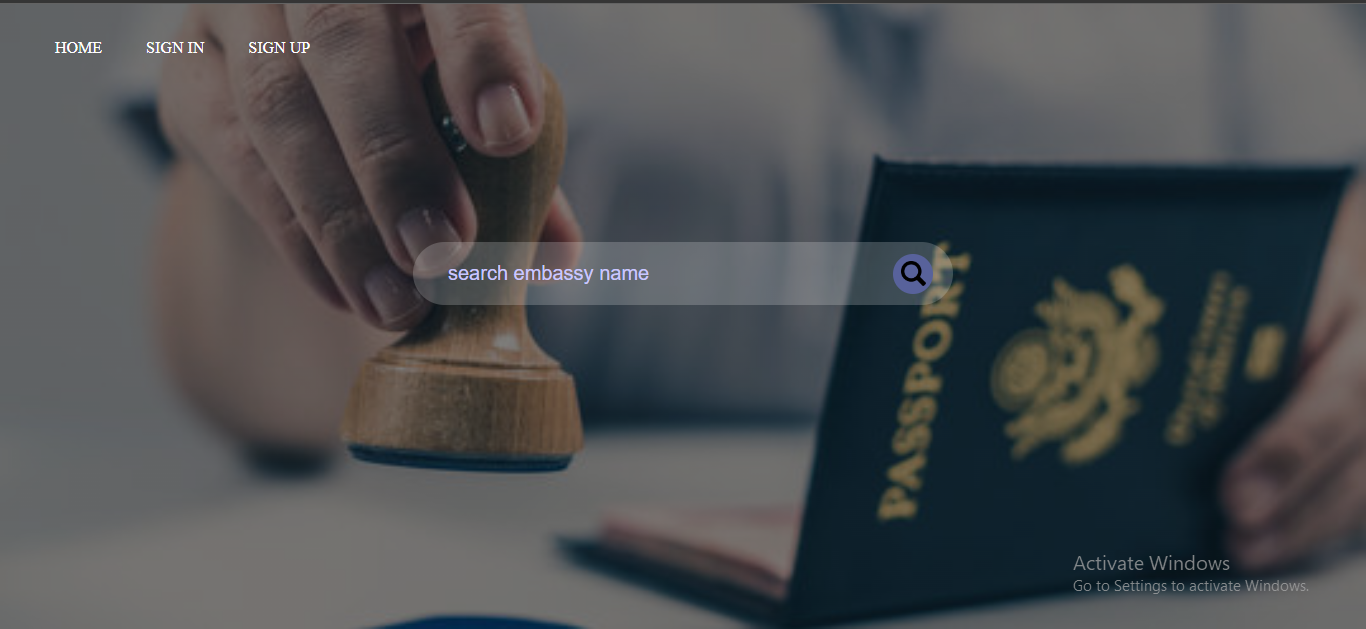 HOME SIGN IN SIGN UP
search embassy name
PASSPORT
Activate Windows
Go to Settings to activate Windows.